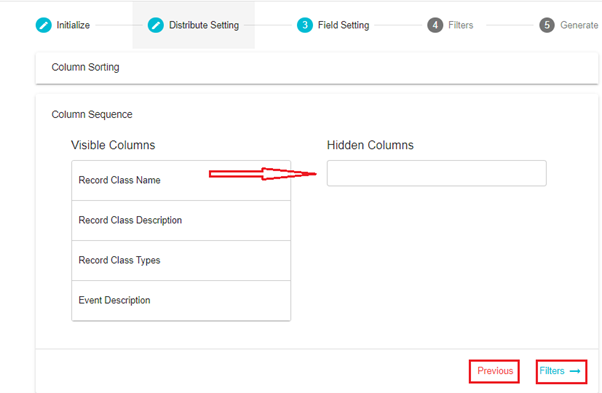 Initialize
Distribute Setting
3 Field Setting
4 Filters
5 Generate
Column Sorting
Column Sequence
Visible Columns
Hidden Columns
Record Class Name
Record Class Description
Record Class Types
Event Description
Previous
Filters →